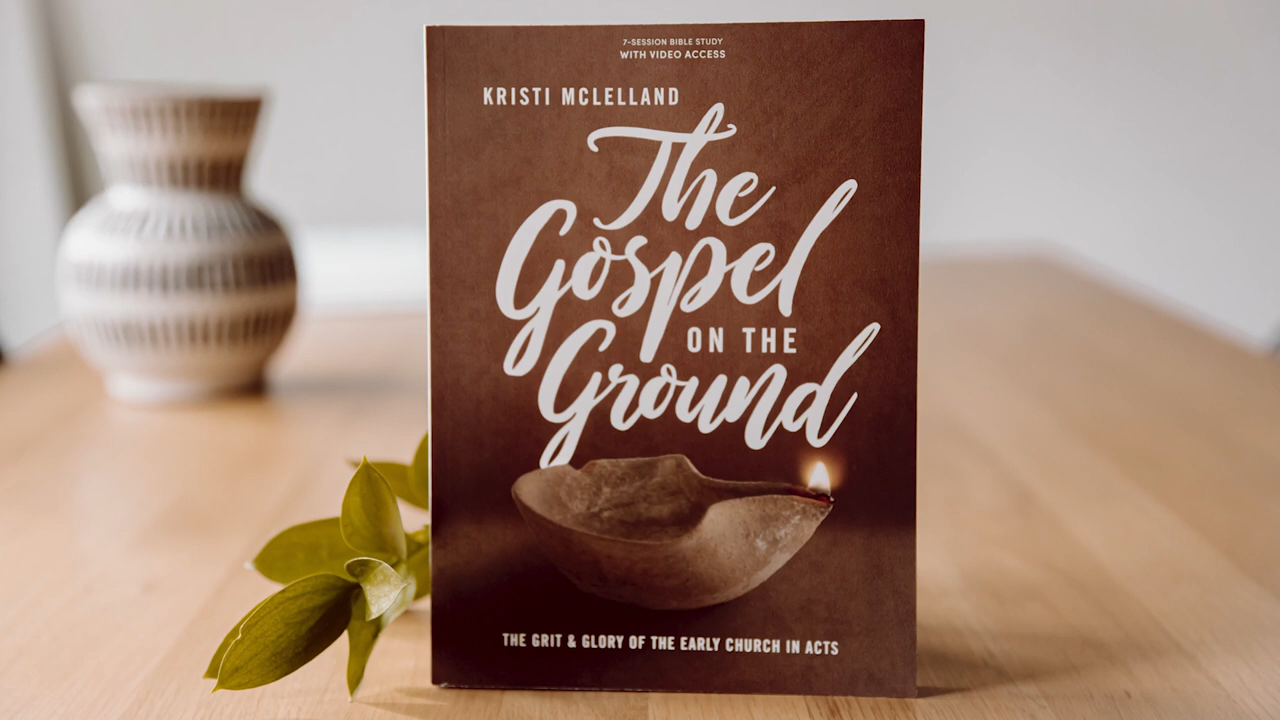 7-SESSION BIBLE STUDY
WITH VIDEO ACCESS
KRISTI MCLELLAND
The
Gospel
ON THE
Ground
THE GRIT & GLORY OF THE EARLY CHURCH IN ACTS